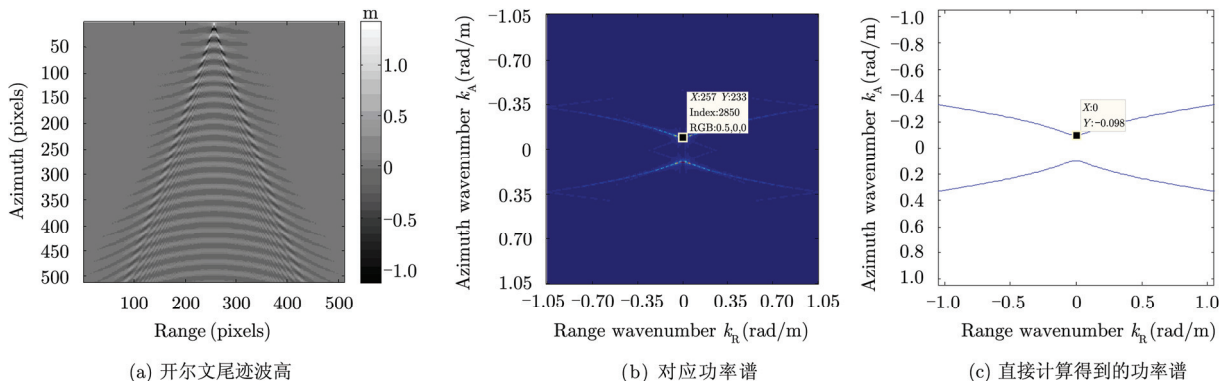 m
50
100
150
200
250
300
350
400
450
500
Azimuth (pixels)
100 200 300 400 500
Range (pixels)
1.0
0.5
0
−0.5
−1.0
(a) 开尔文尾迹波高
−1.05
−0.70
−0.35
0
0.35
0.70
1.05
Azimuth wavenumber kA(rad/m)
X:257 Y:233
Index:2850
RGB:0.5,0,0
−1.05 −0.70 −0.35 0 0.35 0.70 1.05
Range wavenumber kR(rad/m)
(b) 对应功率谱
−1.0
−0.8
−0.6
−0.4
−0.2
0
0.2
0.4
0.6
0.8
1.0
Azimuth wavenumber kA(rad/m)
X:0
Y:−0.098
−1.0 −0.5 0 0.5 1.0
Range wavenumber kR(rad/m)
(c) 直接计算得到的功率谱